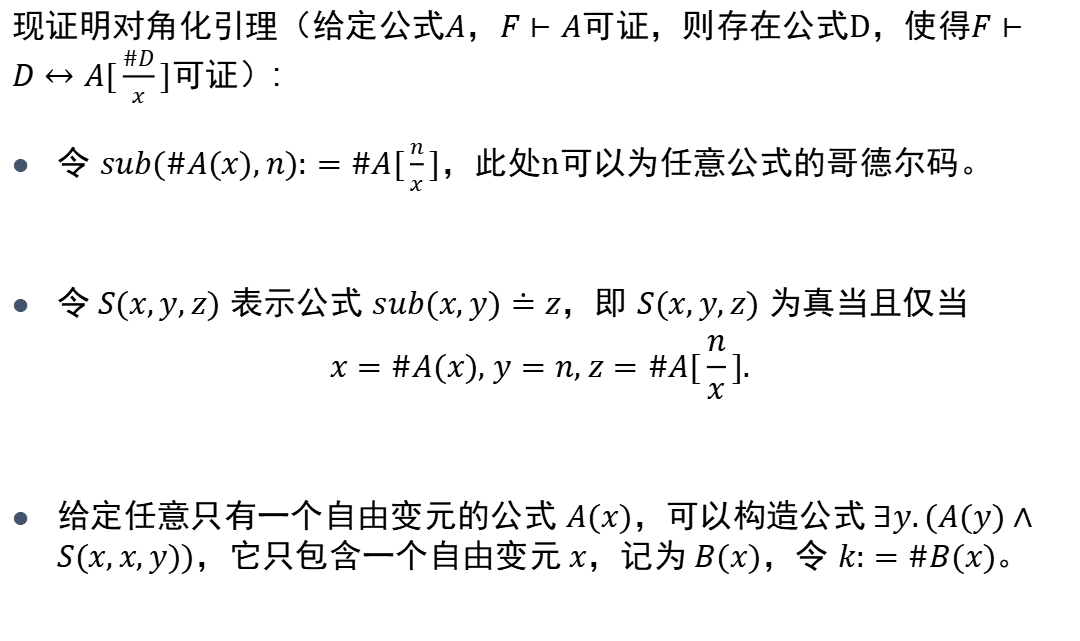 现证明对角化引理（给定公式A，F ⊢ A可证，则存在公式D，使得F ⊢
D ↔ A[#D/x]可证）：
● 令 sub(#A(x), n): = #A[n/x]，此处n可以为任意公式的哥德尔码。
● 令 S(x, y, z) 表示公式 sub(x, y) ≐ z，即 S(x, y, z) 为真当且仅当
x = #A(x), y = n, z = #A[n/x].
● 给定任意只有一个自由变元的公式 A(x)，可以构造公式 ∃y. (A(y) ∧
S(x, x, y))，它只包含一个自由变元 x，记为 B(x)，令 k: = #B(x)。